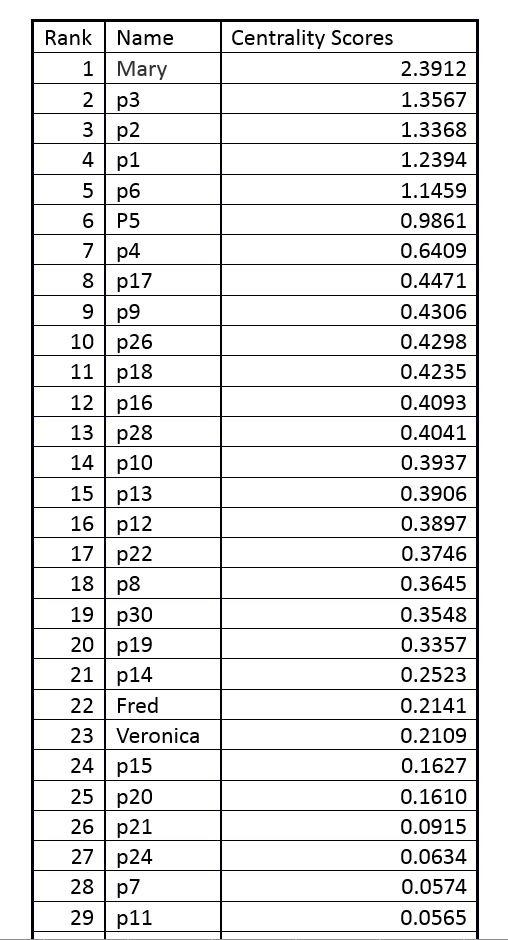 Rank Name Centrality Scores
1 Mary 2.3912
2 p3 1.3567
3 p2 1.3368
4 p1 1.2394
5 p6 1.1459
6 P5 0.9861
7 p4 0.6409
8 p17 0.4471
9 p9 0.4306
10 p26 0.4298
11 p18 0.4235
12 p16 0.4093
13 p28 0.4041
14 p10 0.3937
15 p13 0.3906
16 p12 0.3897
17 p22 0.3746
18 p8 0.3645
19 p30 0.3548
20 p19 0.3357
21 p14 0.2523
22 Fred 0.2141
23 Veronica 0.2109
24 p15 0.1627
25 p20 0.1610
26 p21 0.0915
27 p24 0.0634
28 p7 0.0574
29 p11 0.0565